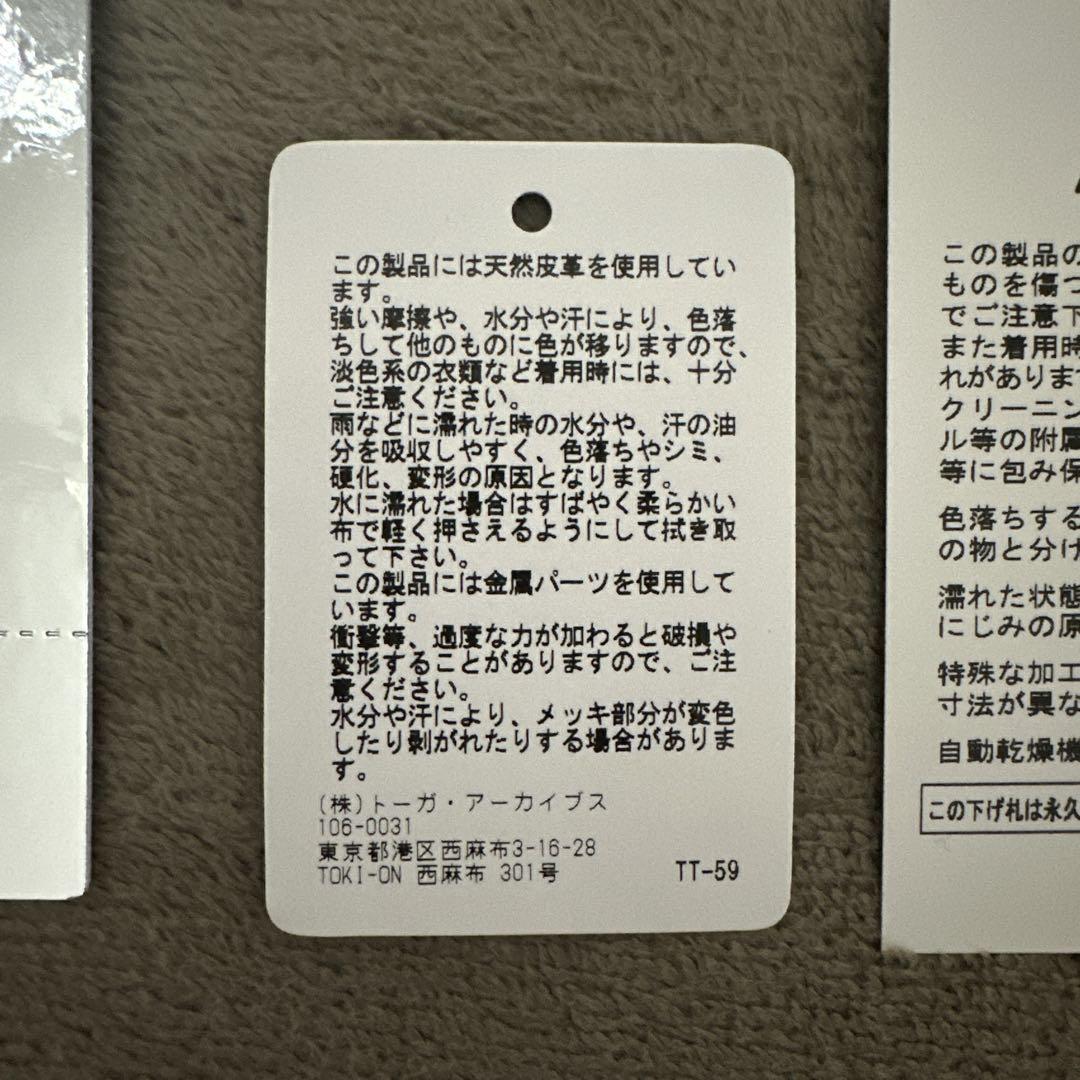 この製品には天然皮革を使用してい
ます。
強い摩擦や、水分や汗により、色落
ちして他のものに色が移りますので、
淡色系の衣類など着用時には、十分
ご注意ください。
雨などに濡れた時の水分や、汗の油
分を吸収しやすく、色落ちやシミ、
硬化、変形の原因となります。
水に濡れた場合はすばやく柔らかい
布で軽く押さえるようにして拭き取
って下さい。
この製品には金属パーツを使用して
います。
衝撃等、過度な力が加わると破損や
変形することがありますので、ご注
意ください。
水分や汗により、メッキ部分が変色
したり剥がれたりする場合がありま
す。
(株)トーガ・アーカイブス
106-0031
東京都港区西麻布3-16-28
TOKI-ON 西麻布 301号
TT-59
この製品の
ものを傷つ
でご注意下
また着用時
れがありま
クリーニン
ル等の附属
等に包み保
色落ちする
の物と分け
濡れた状態
にじみの原
特殊な加工
寸法が異な
自動乾燥機
この下げ札は永久